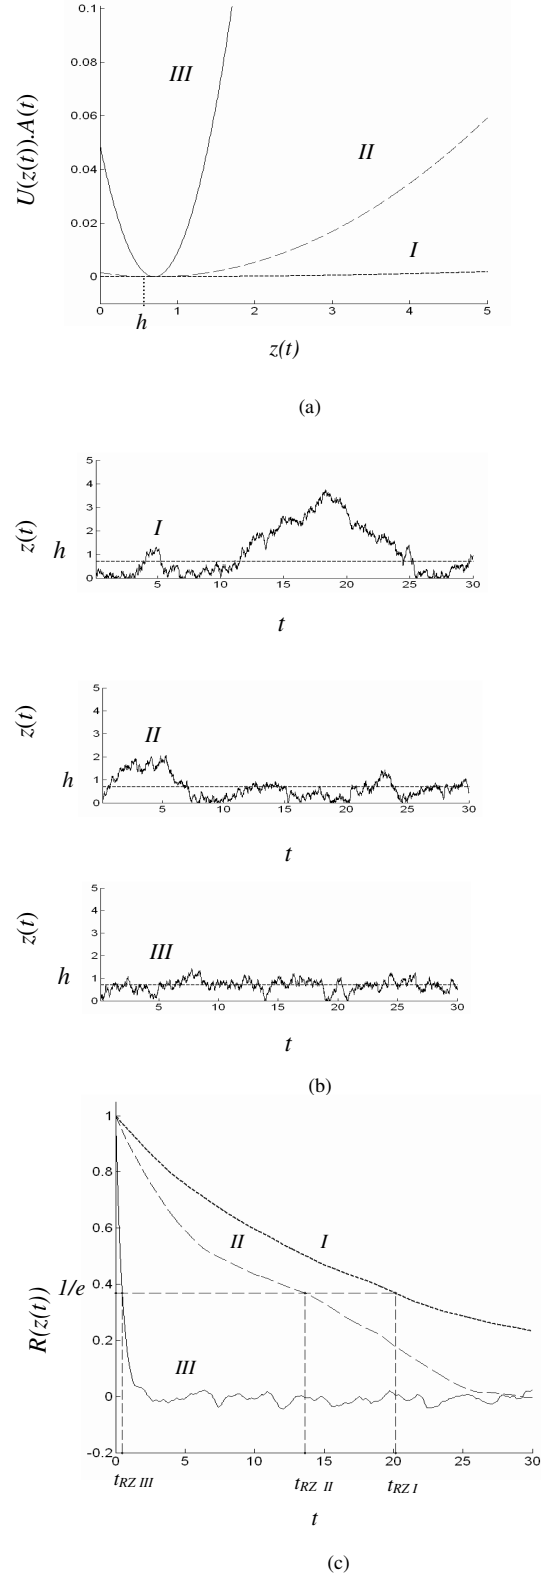 0.1
III
0.08
0.06
II
U(z(t)).A(t)
0.04
0.02
I
0
0 1 2 3 4 5
h
z(t)
(a)
5
4
3
I
z(t)
2
h
1
0
5 10 15 20 25 30
t
5
4
z(t)
3
II
2
h
1
0
5 10 15 20 25 30
t
5
4
z(t)
3
III
2
h
1
0
5 10 15 20 25 30
t
(b)
1
0.8
0.6
II I
1/e
0.4
R(z(t))
0.2
III
0
-0.2
0 5 10 15 20 25 30
tRZ III tRZ II tRZ I
t
(c)